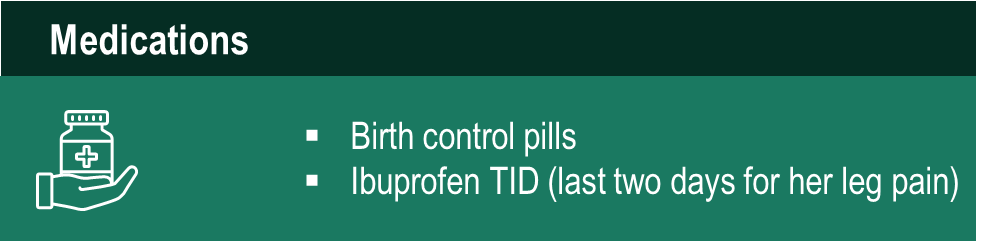 Medications
▪ Birth control pills
▪ Ibuprofen TID (last two days for her leg pain)